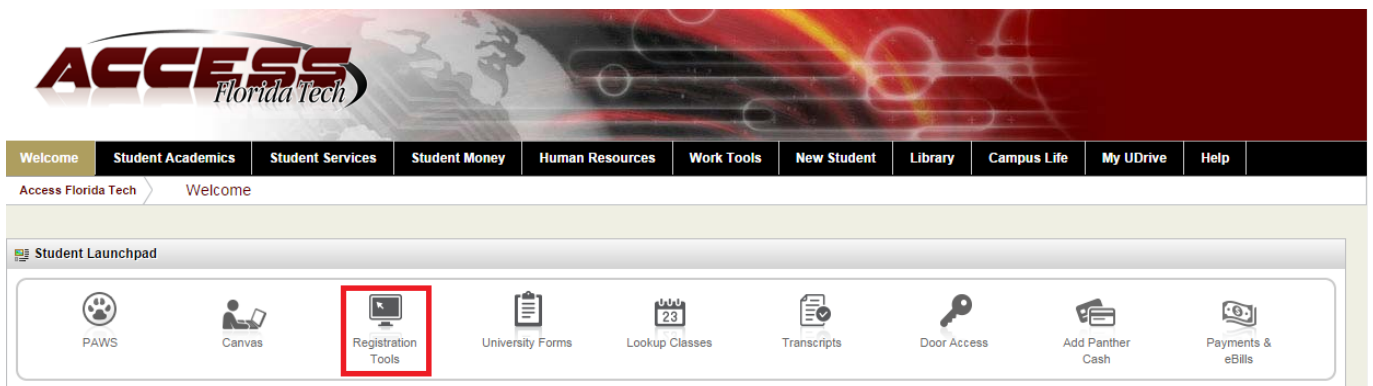 ACCESS
Florida Tech
Welcome Student Academics Student Services Student Money Human Resources Work Tools New Student Library Campus Life My UDrive Help
Access Florida Tech Welcome
Student Launchpad
23
PAWS Canvas Registration University Forms Lookup Classes Transcripts Door Access Add Panther Payments &
Tools Cash eBills